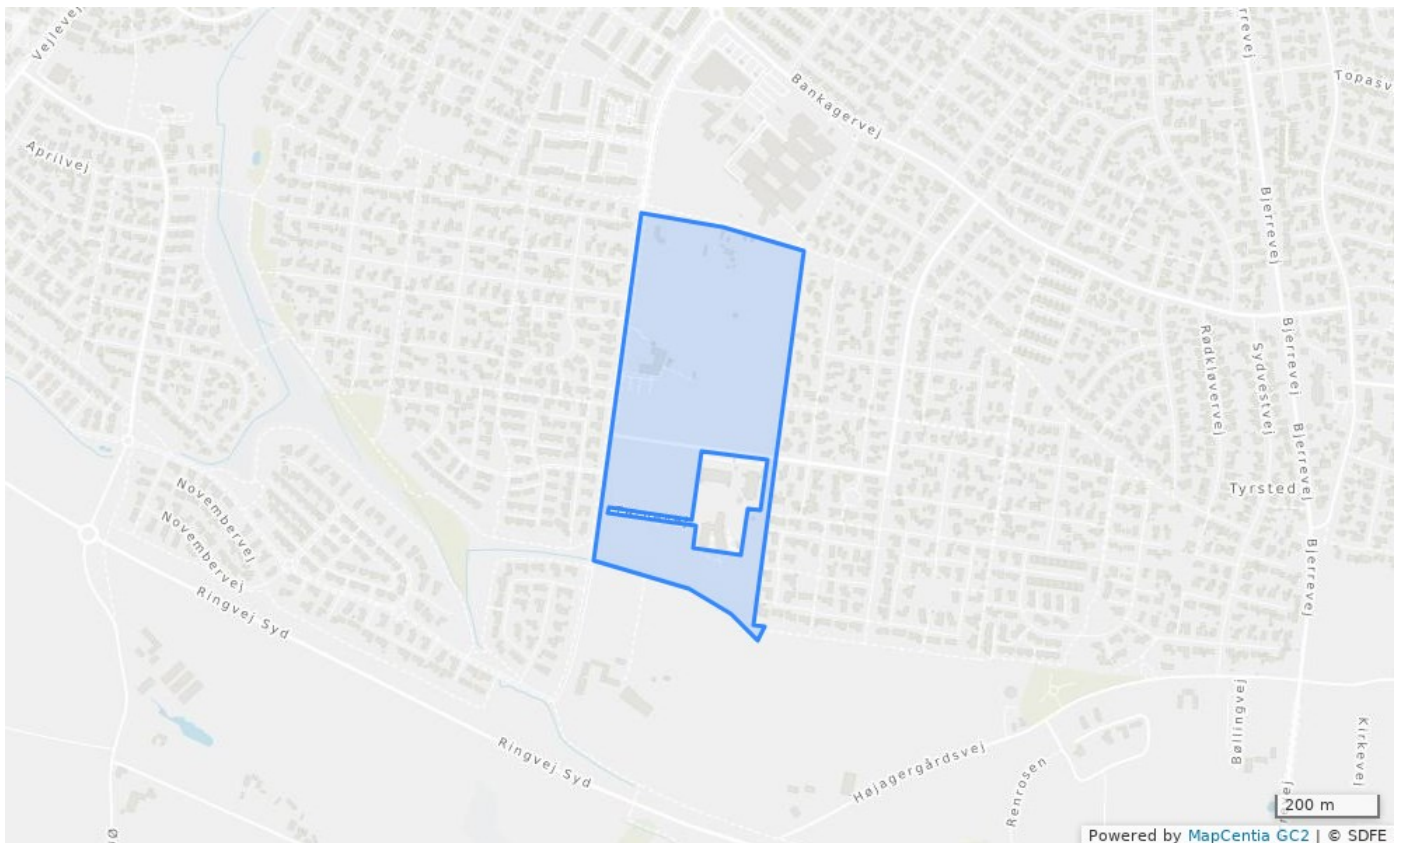 Vejlevej
Bankagervej
Bjerrevej
Topasv
Aprilvej
Bjerrevej
Bjerrevej
Rødkløvervej
Sydvestvej
Bjerrevej
Tyrsted
Novembervej
Novembervej
Bjerrevej
Ringvej Syd
Bøllingvej
Kirkevej
Ringvej Syd
Højagergårdsvej
Renrosen
200 m
Powered by MapCentia GC2 | © SDFE